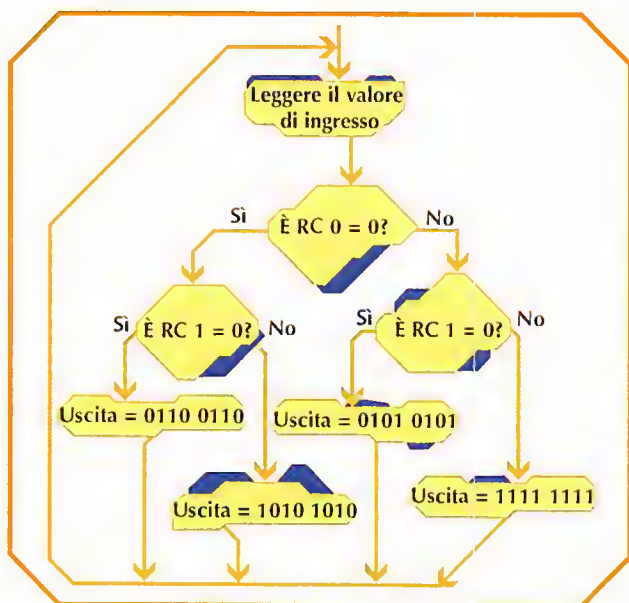 Leggere il valore
di ingresso
Sì
È RC 0 = 0?
No
Sì
È RC 1 = 0?
No
Sì
È RC 1 = 0?
No
Uscita = 0110 0110
Uscita = 0101 0101
Uscita = 1010 1010
Uscita = 1111 1111